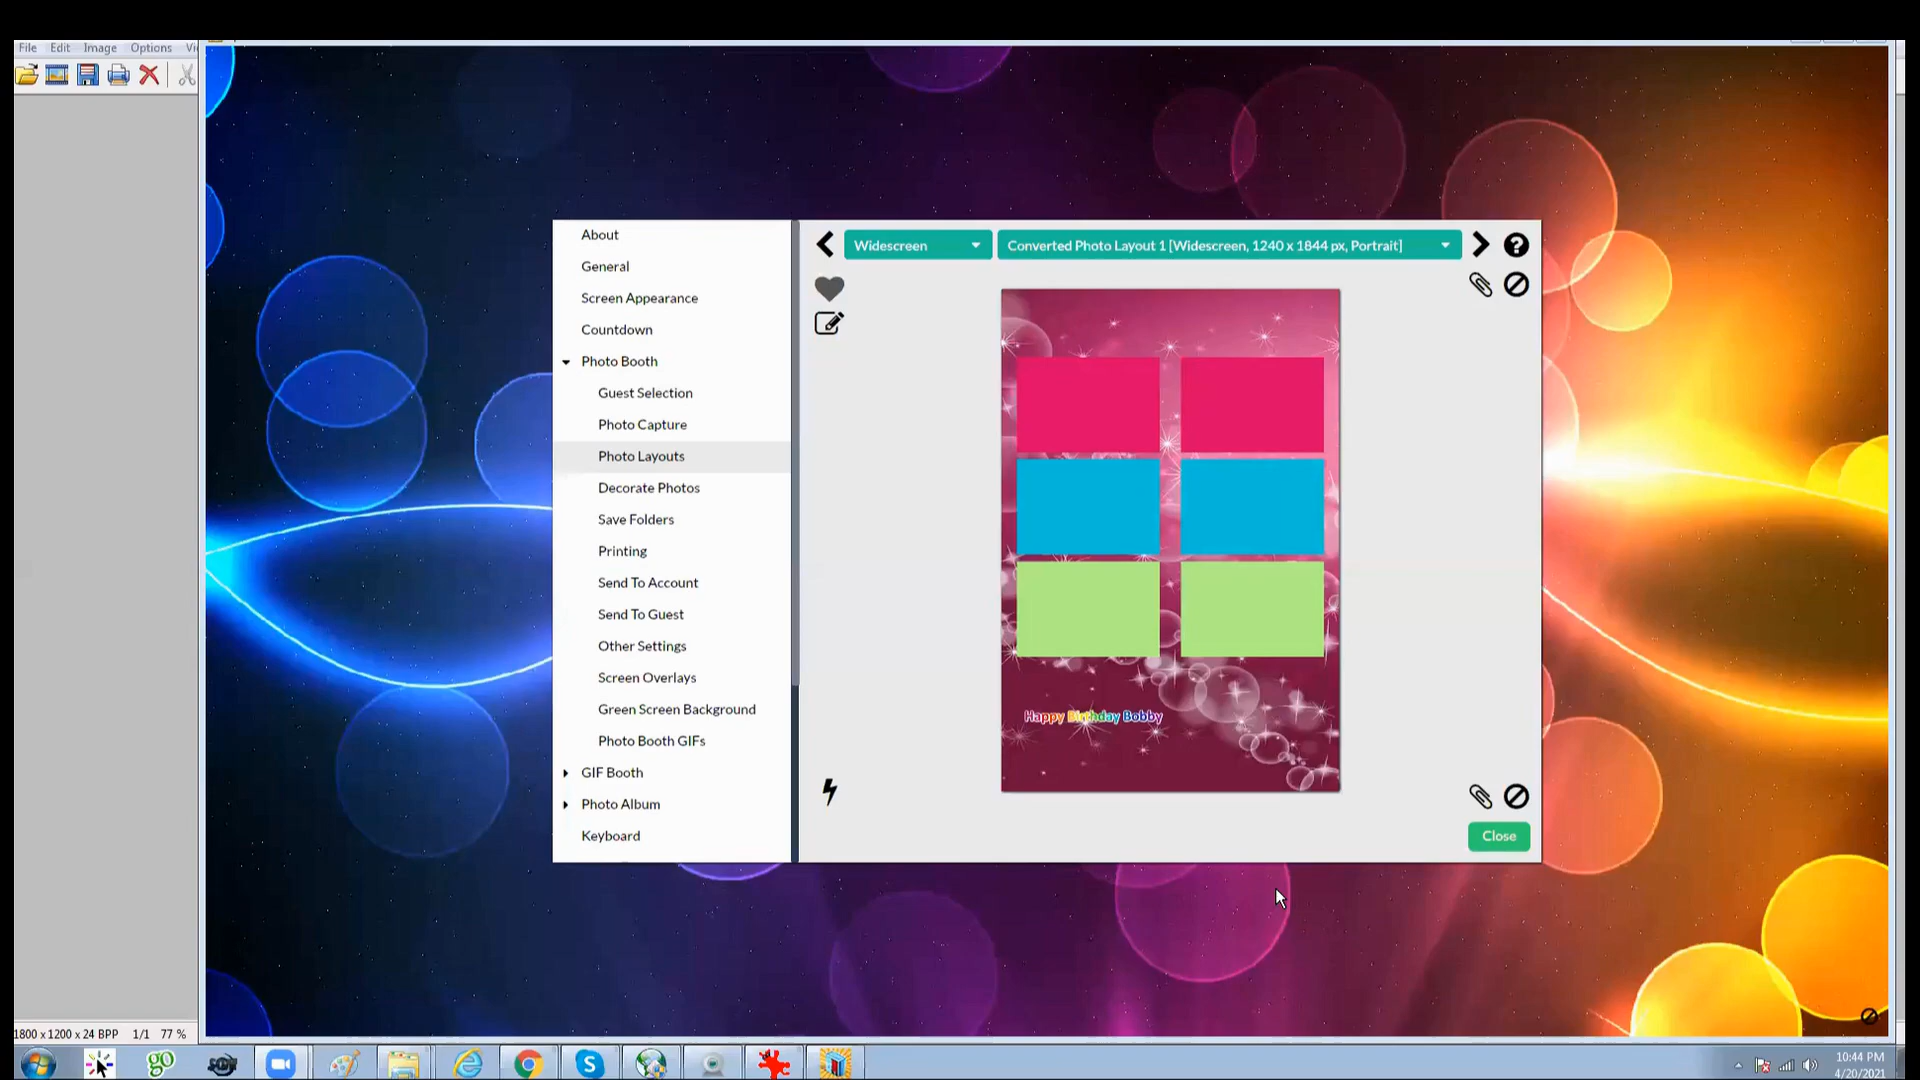 File Edit Image Options Vi
About
General
Screen Appearance
Countdown
Photo Booth
Guest Selection
Photo Capture
Photo Layouts
Decorate Photos
Save Folders
Printing
Send To Account
Send To Guest
Other Settings
Screen Overlays
Green Screen Background
Photo Booth GIFs
GIF Booth
Photo Album
Keyboard
Widescreen
Converted Photo Layout 1 [Widescreen, 1240 x 1844 px, Portrait]
Happy Birthday Bobby
Close
1800 x 1200 x 24 BPP 1/1 77 %
go
10:44 PM
4/20/2021